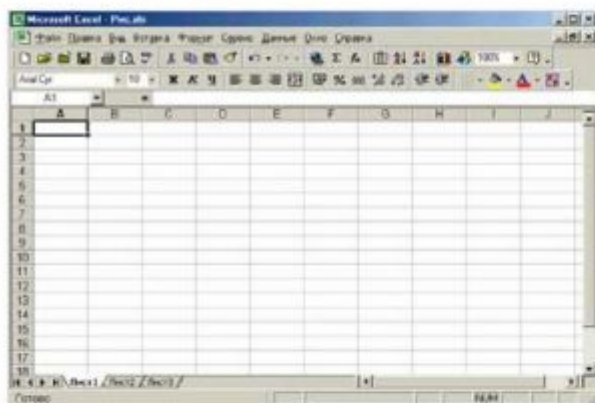 Microsoft Excel - Рис.xls
Файл Правка Вид Вставка Формат Сервис Данные Окно Справка
100%
Arial Cyr 10 Ж К Ч %
A1 =
A B C D E F G H I J
1
2
3
4
5
6
7
8
9
10
11
12
13
14
15
16
17
18
Лист1 Лист2 Лист3
Готово NUM